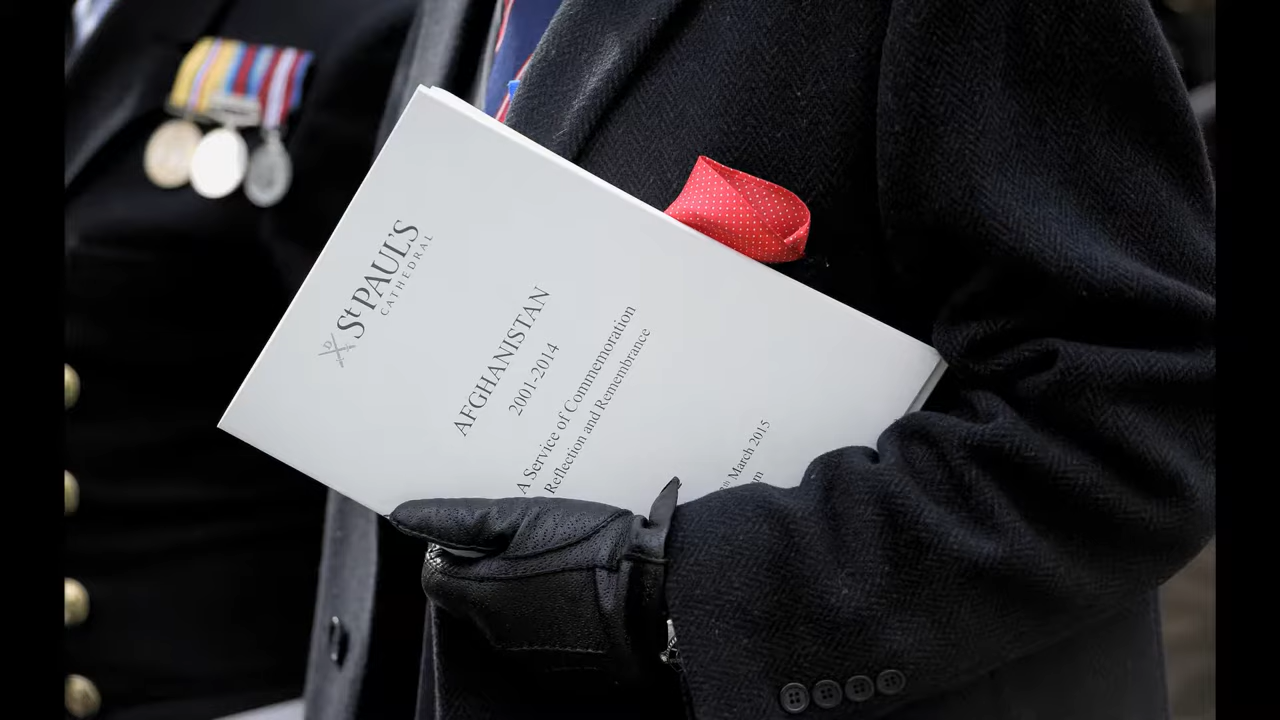 St PAUL'S
CATHEDRAL
AFGHANISTAN
2001-2014
A Service of Commemoration
Reflection and Remembrance
March 2015